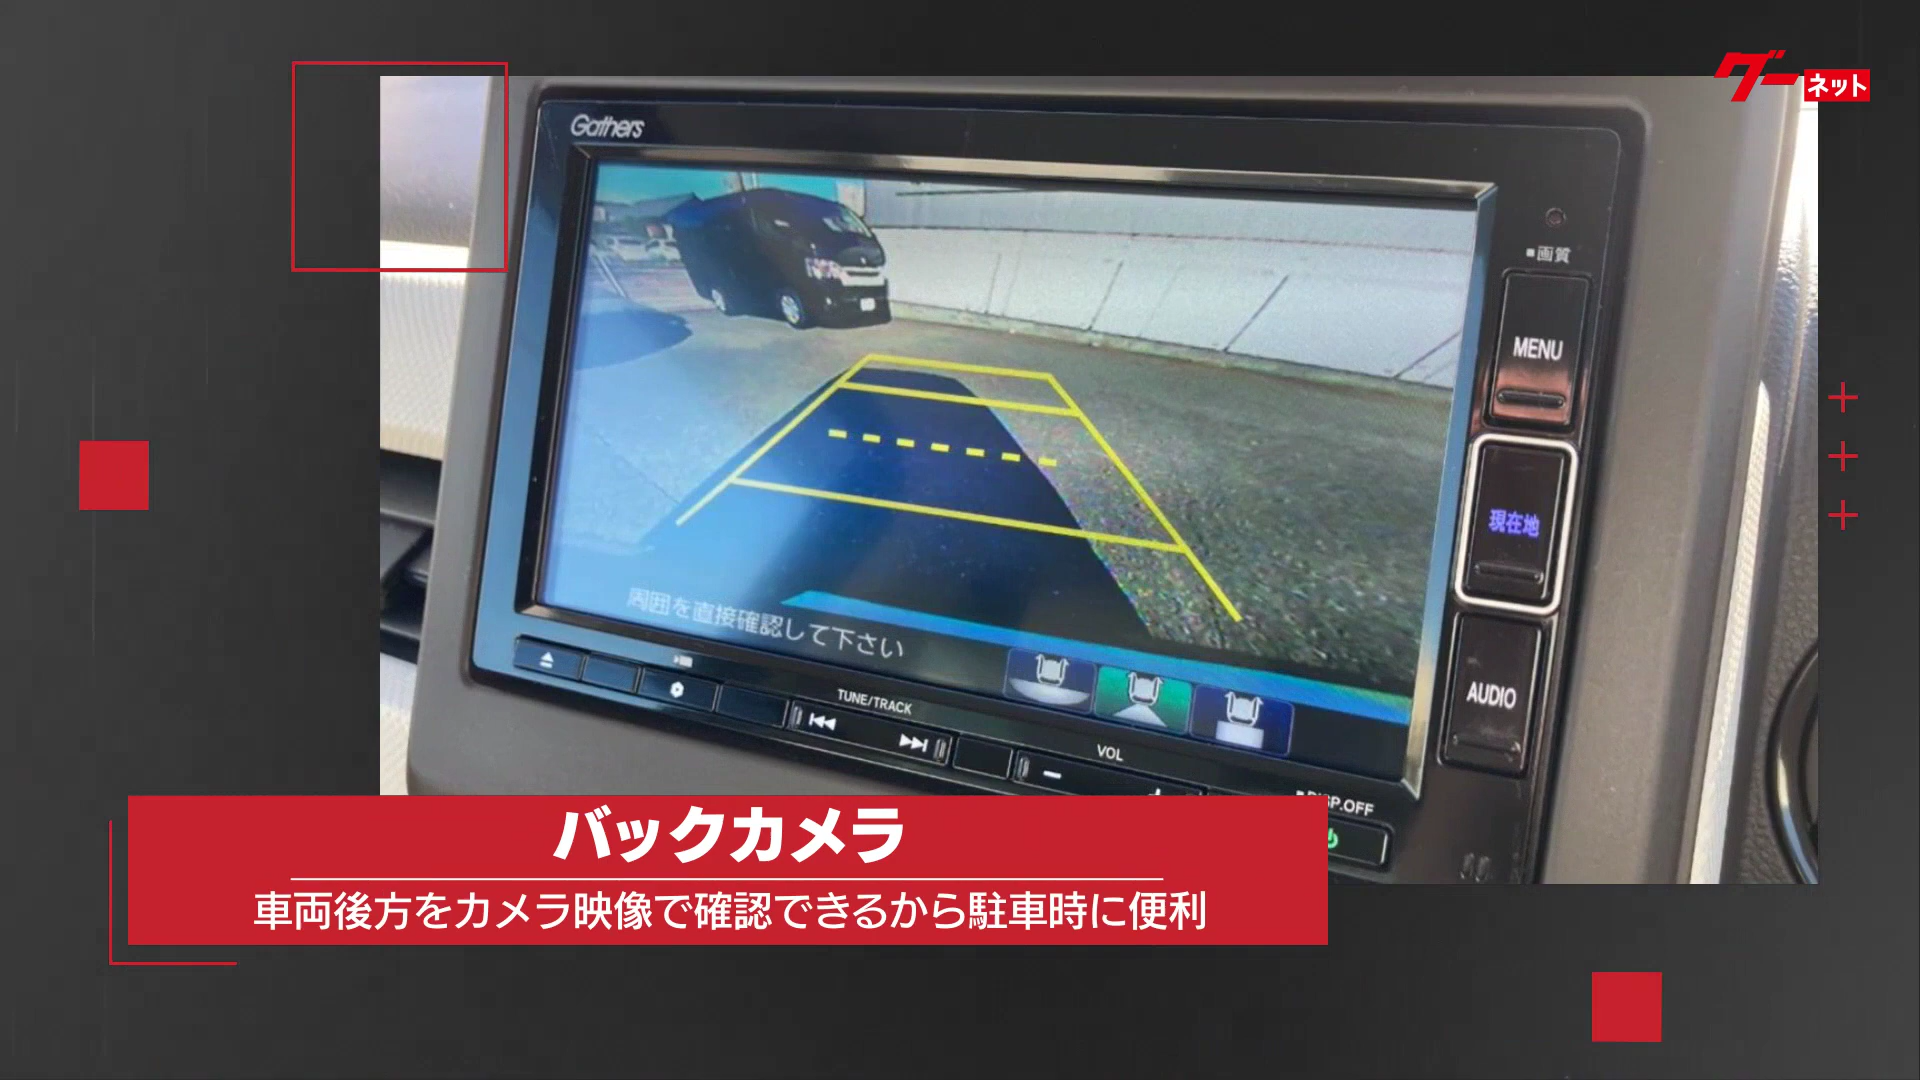 グーネット
Gathers
■画質
MENU
現在地
AUDIO
周囲を直接確認して下さい
TUNE/TRACK
VOL
バックカメラ
車両後方をカメラ映像で確認できるから駐車時に便利